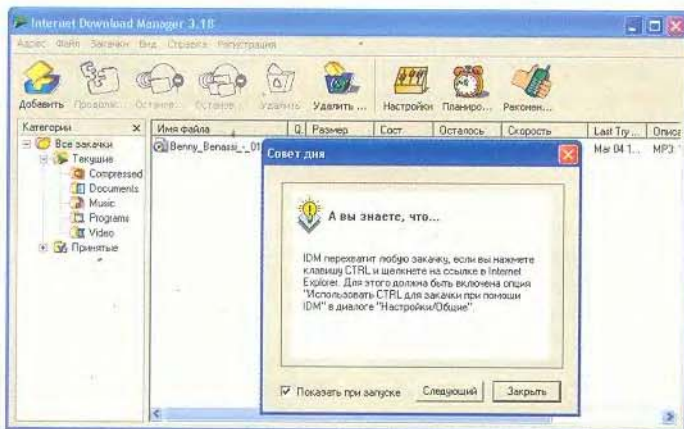 Internet Download Manager 3.18
Адрес Файл Закачки Вид Справка Регистрация
Добавить Останов... Останов... Удалить Удалить ... Настройки Планиро... Рекомен...
Категории Имя файла Q. Размер Сост. Осталось Скорость Last Try ... Описа
Все закачки Benny_Benassi_-_01 Mar 04 1... MP3:
Текущие
Compressed
Documents
Music
Programs
Video
Принятые
Совет дня
А вы знаете, что...
IDM перехватит любую закачку, если вы нажмете
клавишу CTRL и щелкнете на ссылке в Internet
Explorer. Для этого должна быть включена опция
"Использовать CTRL для закачки при помощи
IDM" в диалоге "Настройки/Общие"
Показать при запуске Следующий Закрыть